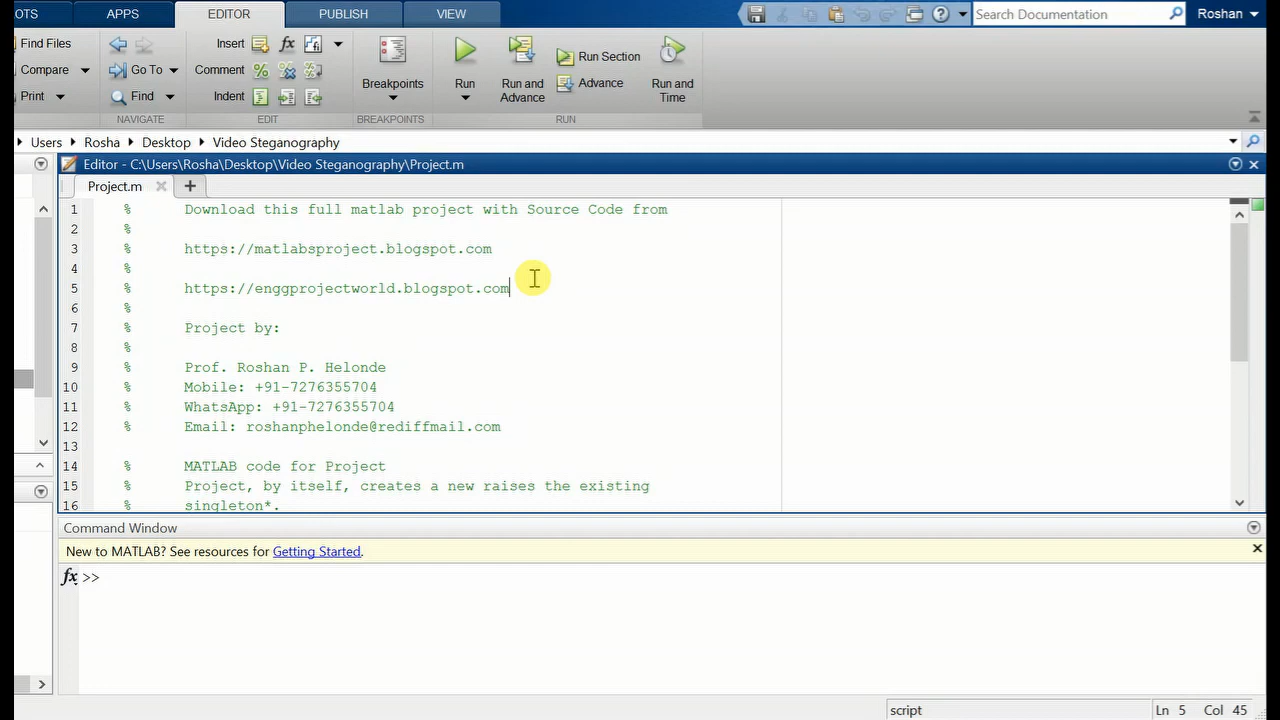 OTS APPS EDITOR PUBLISH VIEW Search Documentation Roshan
Find Files Insert fx
Compare Go To Comment Breakpoints Run Run and Advance Run Section Advance Run and Time
Print Find Indent
NAVIGATE EDIT BREAKPOINTS RUN
Users Rosha Desktop Video Steganography
Editor - C:\Users\Rosha\Desktop\Video Steganography\Project.m
Project.m
1 % Download this full matlab project with Source Code from
2 %
3 % https://matlabsproject.blogspot.com
4 %
5 % https://enggprojectworld.blogspot.com
6 %
7 % Project by:
8 %
9 % Prof. Roshan P. Helonde
10 % Mobile: +91-7276355704
11 % WhatsApp: +91-7276355704
12 % Email: roshanphelonde@rediffmail.com
13
14 % MATLAB code for Project
15 % Project, by itself, creates a new raises the existing
16 % singleton*.
Command Window
New to MATLAB? See resources for Getting Started.
fx >>
script Ln 5 Col 45